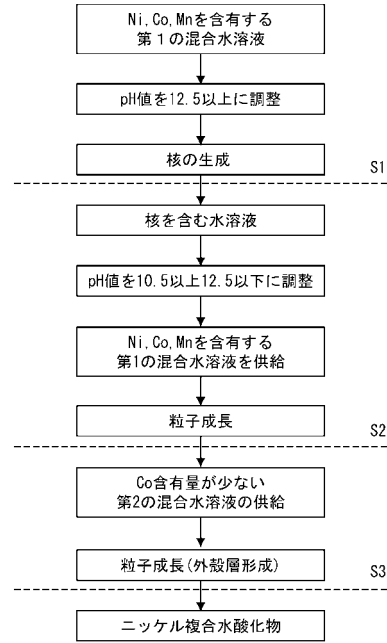 Ni,Co,Mnを含有する
第1の混合水溶液
pH値を12.5以上に調整
核の生成
S1
核を含む水溶液
pH値を10.5以上12.5以下に調整
Ni,Co,Mnを含有する
第1の混合水溶液を供給
粒子成長
S2
Co含有量が少ない
第2の混合水溶液の供給
粒子成長(外殻層形成)
S3
ニッケル複合水酸化物